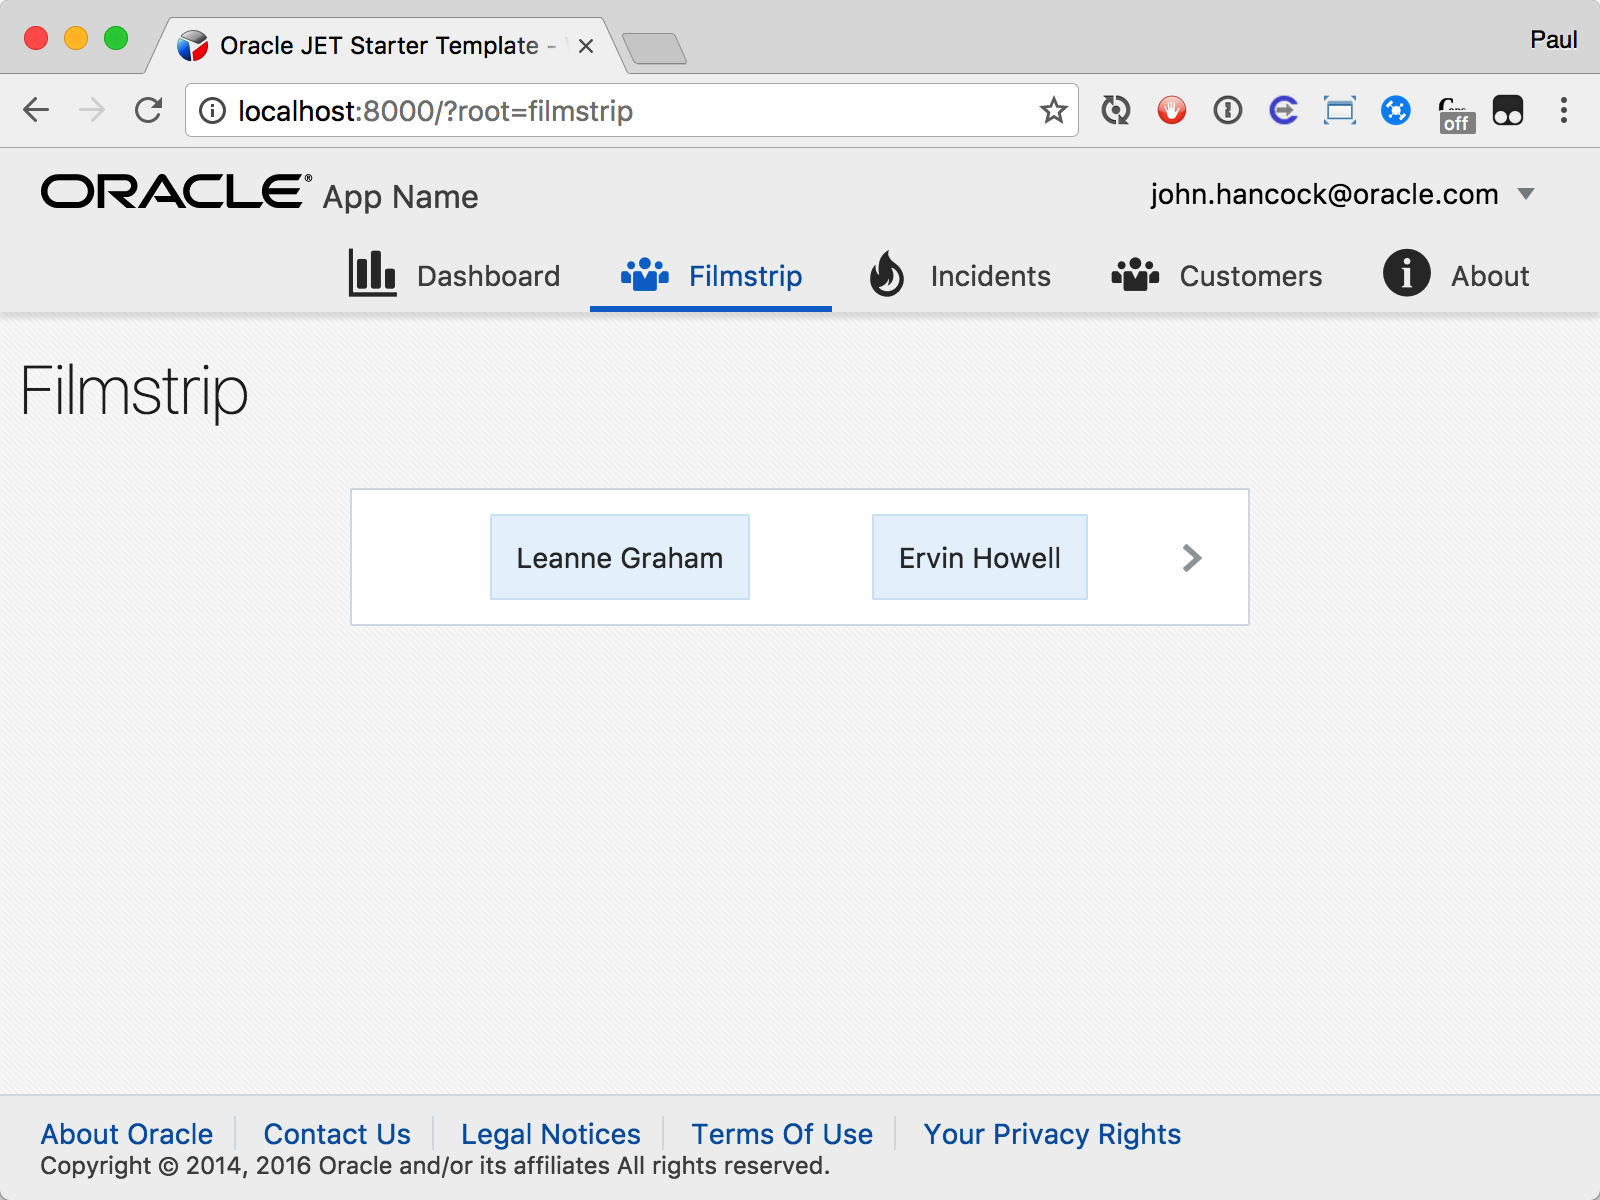 Oracle JET Starter Template -
Paul
localhost:8000/?root=filmstrip
off
ORACLE® App Name
john.hancock@oracle.com
Dashboard Filmstrip Incidents Customers About
Filmstrip
Leanne Graham Ervin Howell
About Oracle Contact Us Legal Notices Terms Of Use Your Privacy Rights
Copyright © 2014, 2016 Oracle and/or its affiliates All rights reserved.